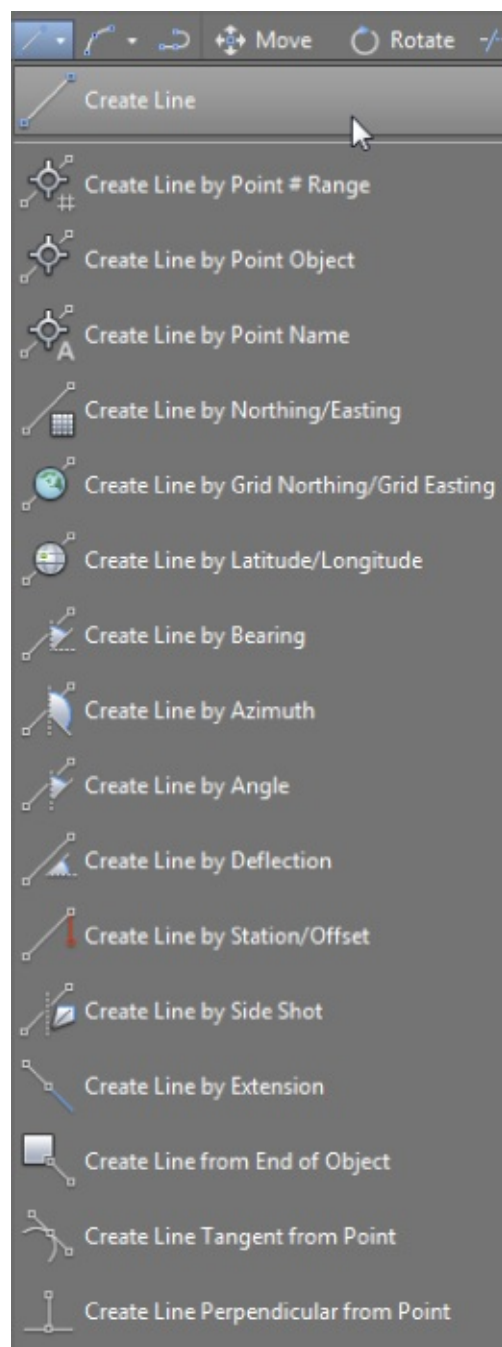 Move Rotate
Create Line
Create Line by Point # Range
Create Line by Point Object
Create Line by Point Name
Create Line by Northing/Easting
Create Line by Grid Northing/Grid Easting
Create Line by Latitude/Longitude
Create Line by Bearing
Create Line by Azimuth
Create Line by Angle
Create Line by Deflection
Create Line by Station/Offset
Create Line by Side Shot
Create Line by Extension
Create Line from End of Object
Create Line Tangent from Point
Create Line Perpendicular from Point